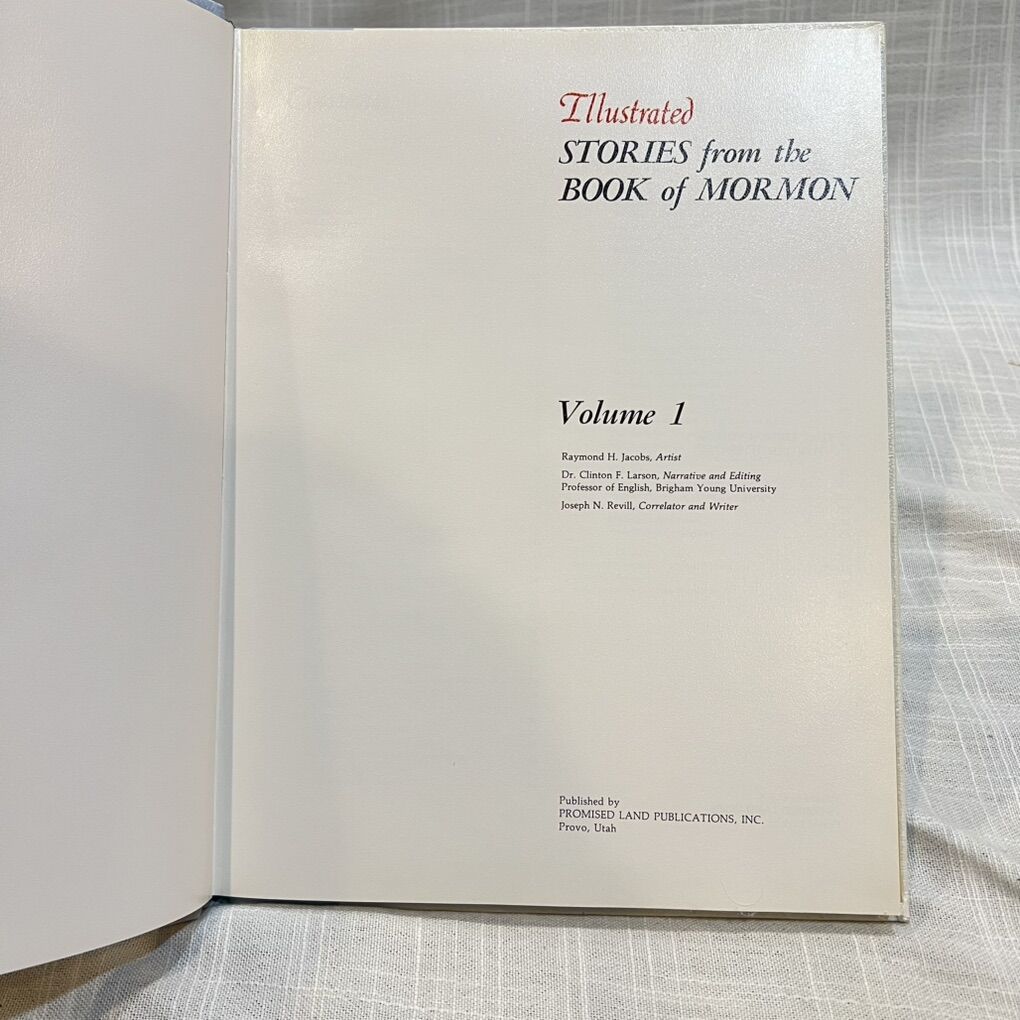 Illustrated
STORIES from the
BOOK of MORMON
Volume 1
Raymond H. Jacobs, Artist
Dr. Clinton F. Larson, Narrative and Editing
Professor of English, Brigham Young University
Joseph N. Revill, Correlator and Writer
Published by
PROMISED LAND PUBLICATIONS, INC.
Provo, Utah